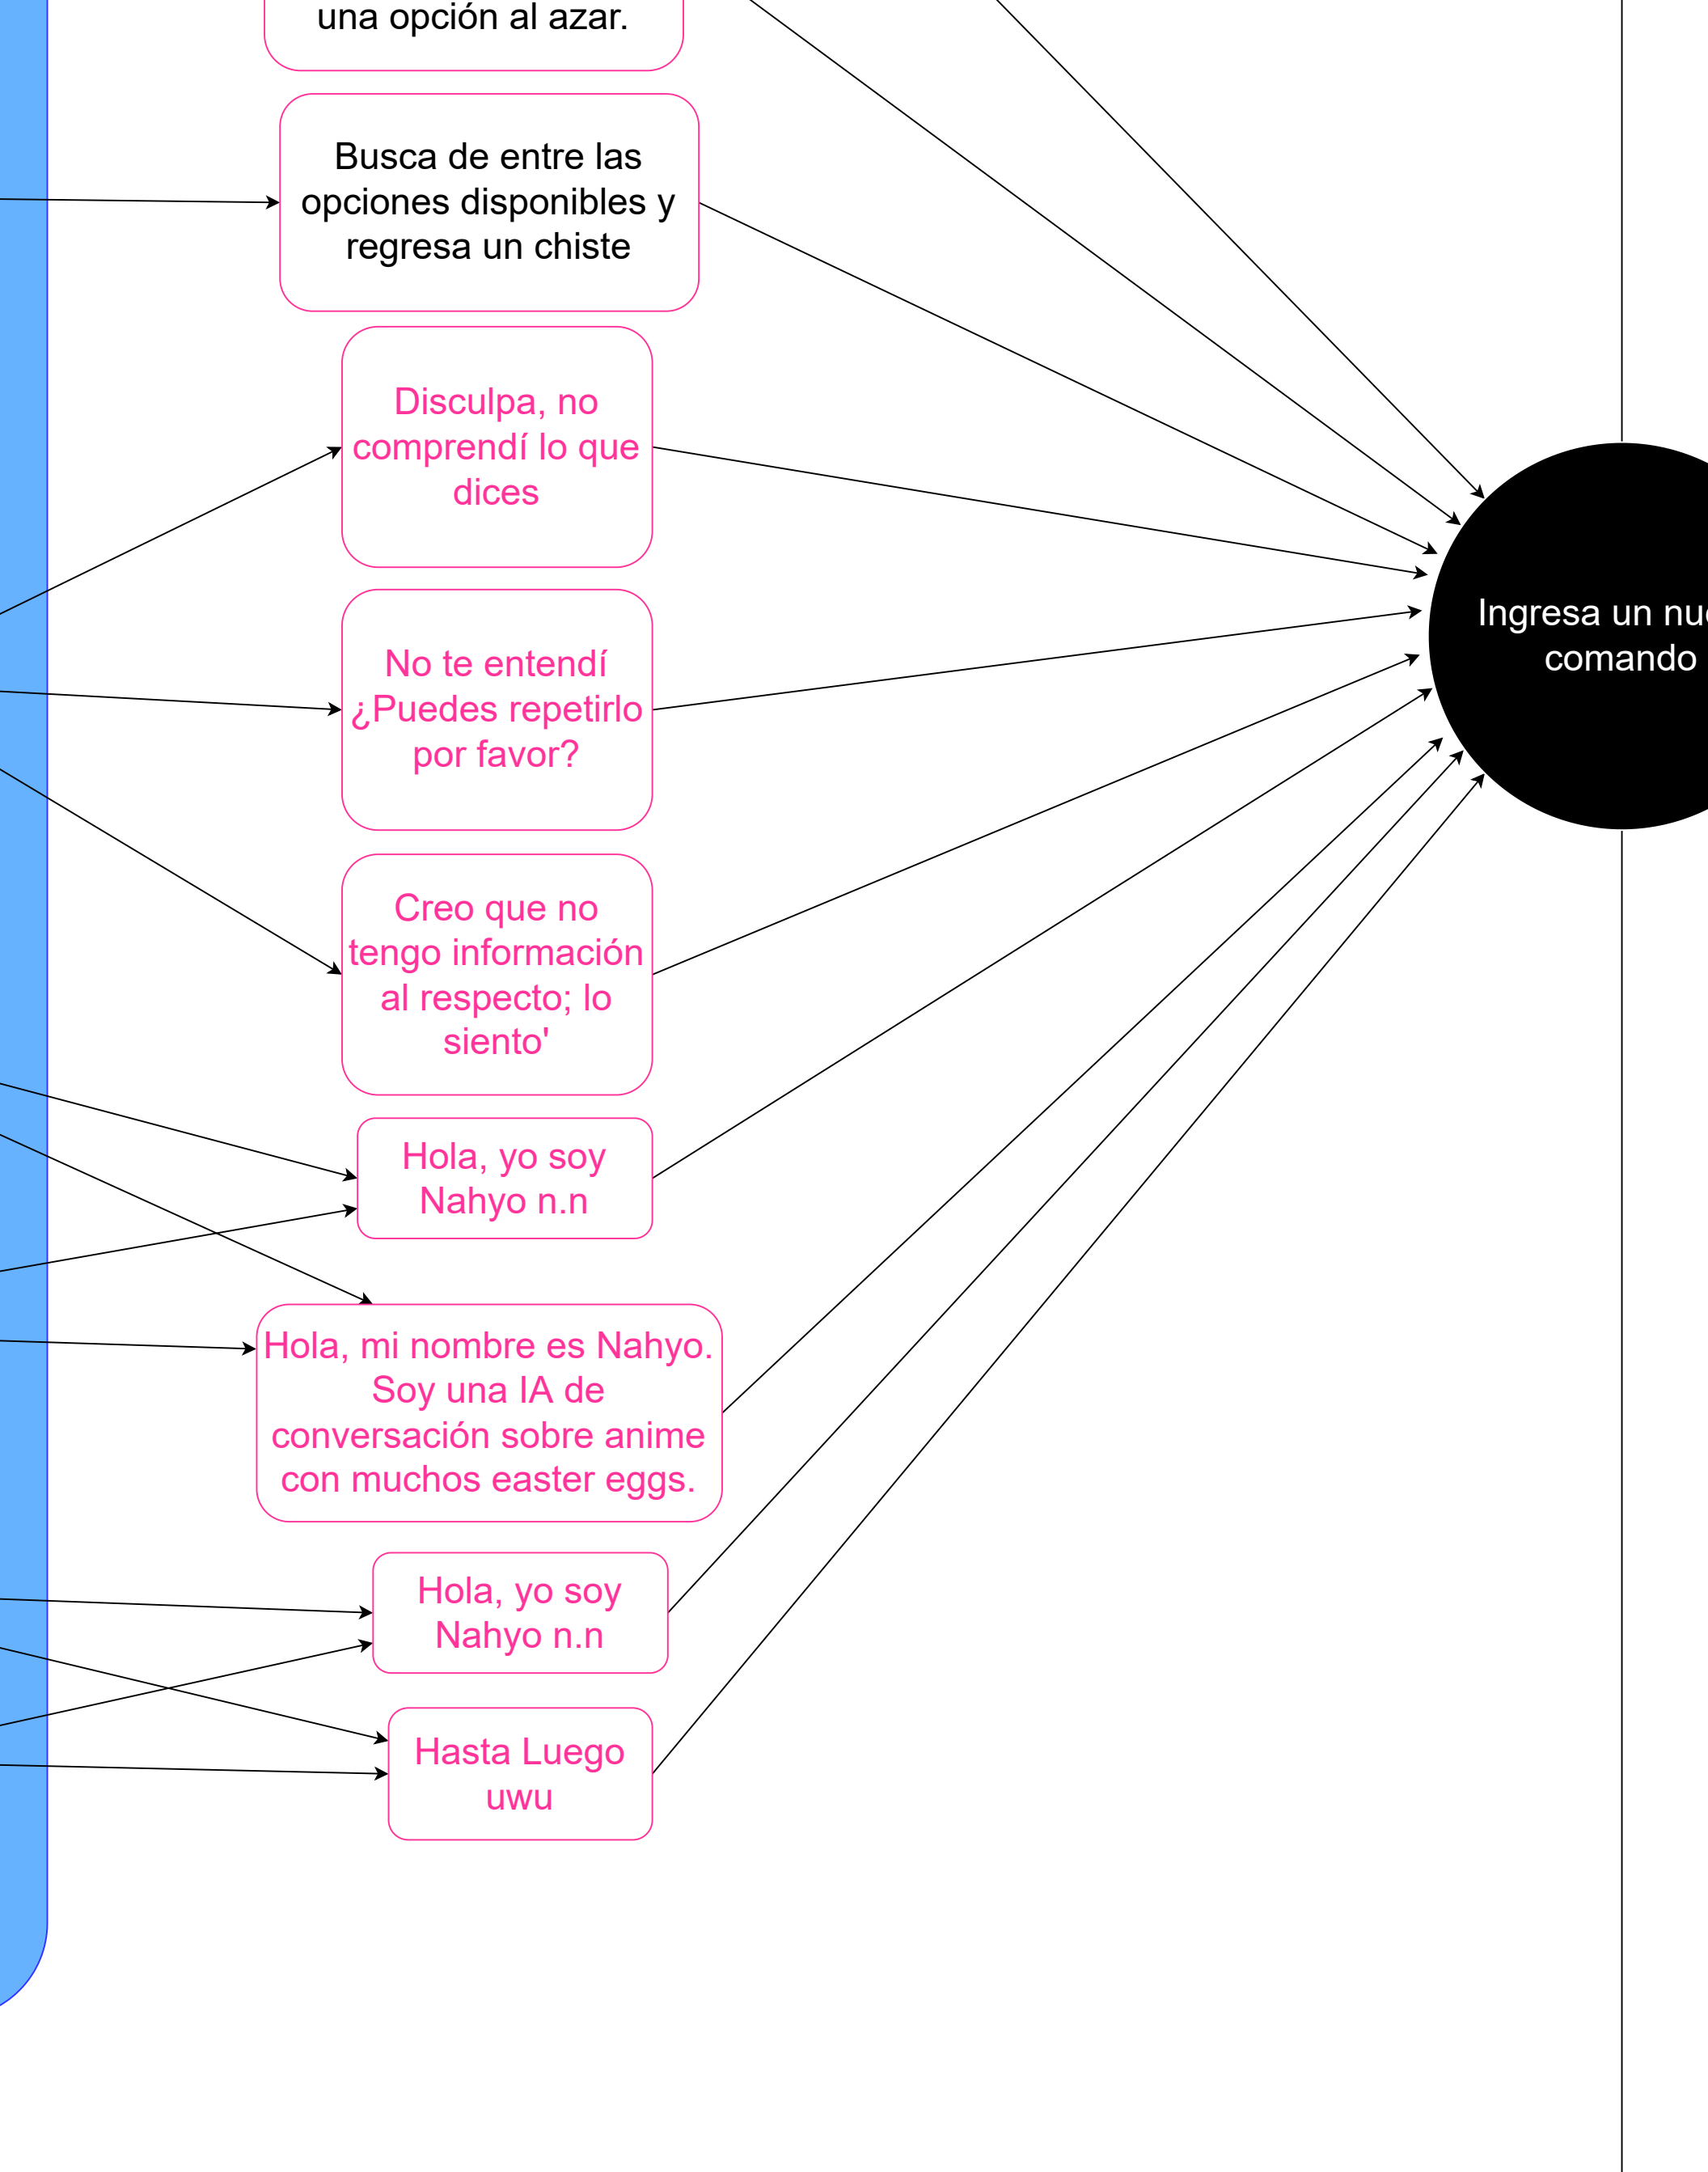 una opción al azar.
Busca de entre las
opciones disponibles y
regresa un chiste
Disculpa, no
comprendí lo que
dices
No te entendí
¿Puedes repetirlo
por favor?
Creo que no
tengo información
al respecto; lo
siento'
Hola, yo soy
Nahyo n.n
Hola, mi nombre es Nahyo.
Soy una IA de
conversación sobre anime
con muchos easter eggs.
Hola, yo soy
Nahyo n.n
Hasta Luego
uwu
Ingresa un
comando